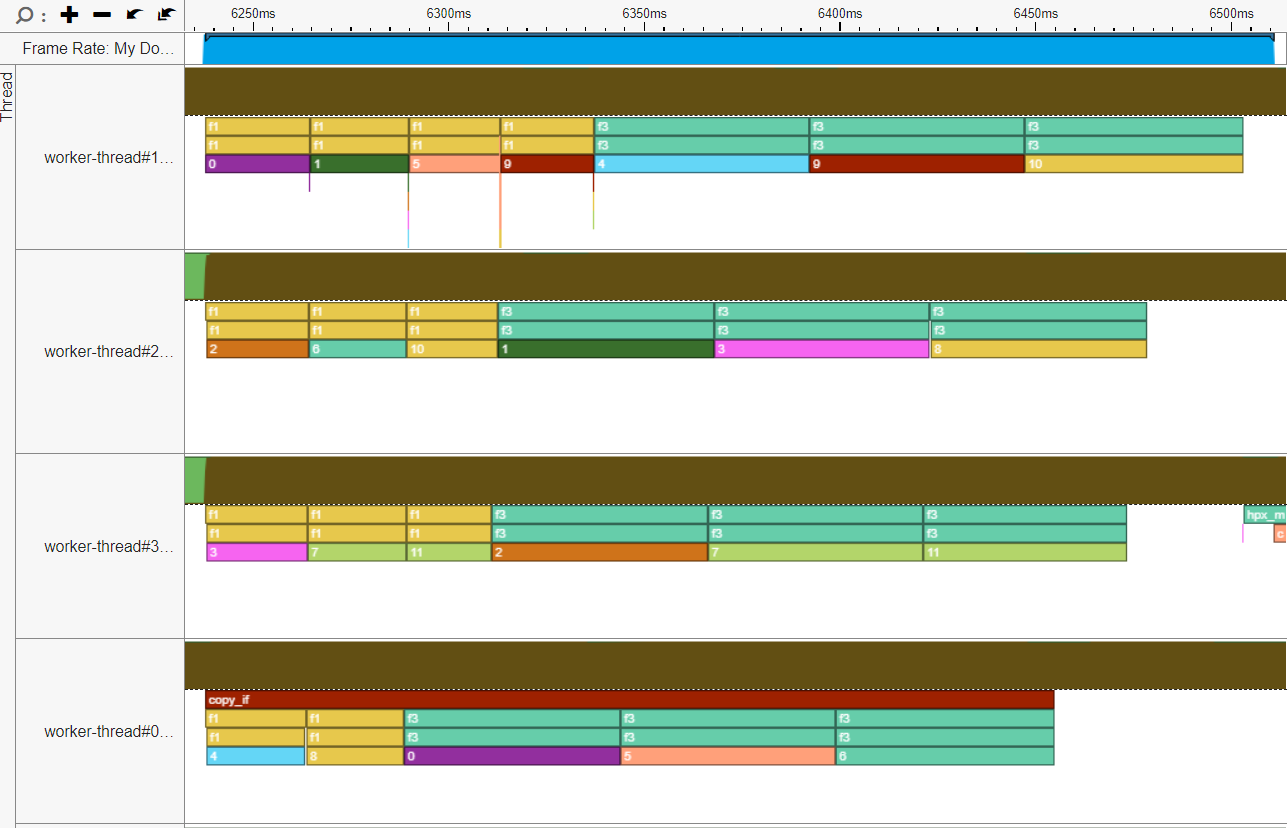 6250ms 6300ms 6350ms 6400ms 6450ms 6500ms
Frame Rate: My Do...
Thread
f1 f1 f1 f1 f3 f3 f3
worker-thread#1...
f1 f1 f1 f1 f3 f3 f3
0 1 5 9 4 9 10
f1 f1 f1 f3 f3 f3
f1 f1 f1 f3 f3 f3
worker-thread#2...
2 6 10 1 3 8
f1 f1 f1 f3 f3 f3 hpx_m
f1 f1 f1 f3 f3 f3 c
worker-thread#3...
3 7 11 2 7 11
copy_if
f1 f1 f3 f3 f3
worker-thread#0...
f1 f1 f3 f3 f3
4 8 0 5 6